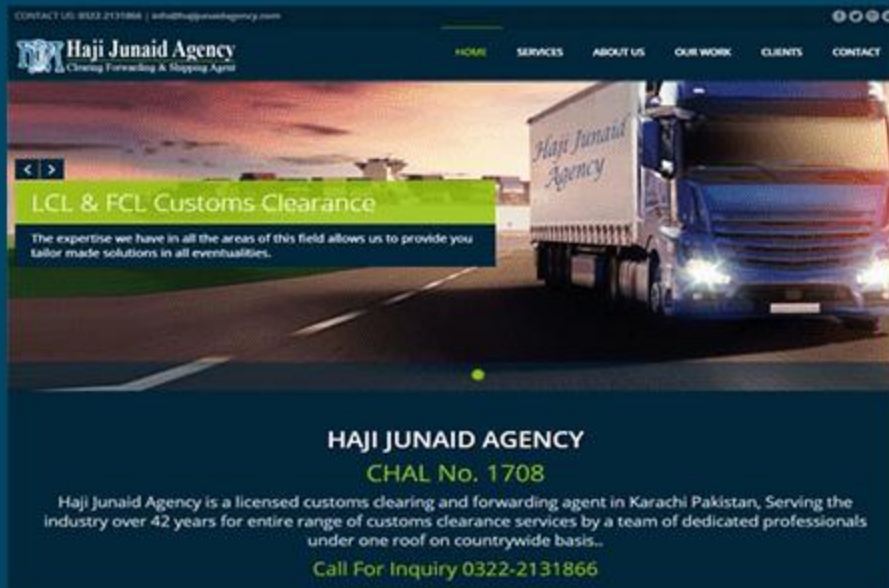 CONTACT US: 0322-2131866 | info@hajijunaidagency.com
Haji Junaid Agency
Clearing Forwarding & Shipping Agent
HOME SERVICES ABOUT US OUR WORK CLIENTS CONTACT
Haji Junaid
Agency
LCL & FCL Customs Clearance
The expertise we have in all the areas of this field allows us to provide you
tailor made solutions in all eventualities.
HAJI JUNAID AGENCY
CHAL No. 1708
Haji Junaid Agency is a licensed customs clearing and forwarding agent in Karachi Pakistan, Serving the
industry over 42 years for entire range of customs clearance services by a team of dedicated professionals
under one roof on countrywide basis..
Call For Inquiry 0322-2131866